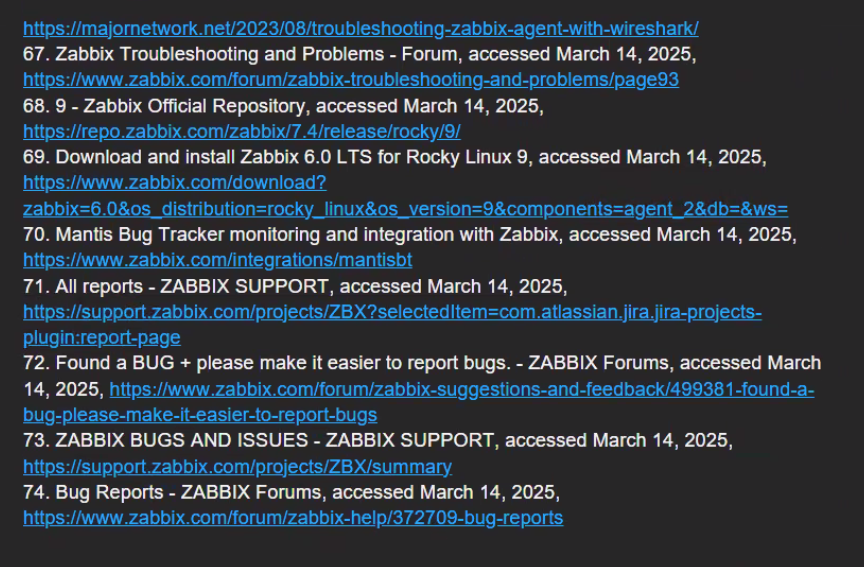 https://majornetwork.net/2023/08/troubleshooting-zabbix-agent-with-wireshark/
67. Zabbix Troubleshooting and Problems - Forum, accessed March 14, 2025,
https://www.zabbix.com/forum/zabbix-troubleshooting-and-problems/page93
68. 9 - Zabbix Official Repository, accessed March 14, 2025,
https://repo.zabbix.com/zabbix/7.4/release/rocky/9/
69. Download and install Zabbix 6.0 LTS for Rocky Linux 9, accessed March 14, 2025,
https://www.zabbix.com/download?
zabbix=6.0&os_distribution=rocky_linux&os_version=9&components=agent_2&db=&ws=
70. Mantis Bug Tracker monitoring and integration with Zabbix, accessed March 14, 2025,
https://www.zabbix.com/integrations/mantisbt
71. All reports - ZABBIX SUPPORT, accessed March 14, 2025,
https://support.zabbix.com/projects/ZBX?selectedItem=com.atlassian.jira.jira-projects-
plugin:report-page
72. Found a BUG + please make it easier to report bugs. - ZABBIX Forums, accessed March
14, 2025, https://www.zabbix.com/forum/zabbix-suggestions-and-feedback/499381-found-a-
bug-please-make-it-easier-to-report-bugs
73. ZABBIX BUGS AND ISSUES - ZABBIX SUPPORT, accessed March 14, 2025,
https://support.zabbix.com/projects/ZBX/summary
74. Bug Reports - ZABBIX Forums, accessed March 14, 2025,
https://www.zabbix.com/forum/zabbix-help/372709-bug-reports